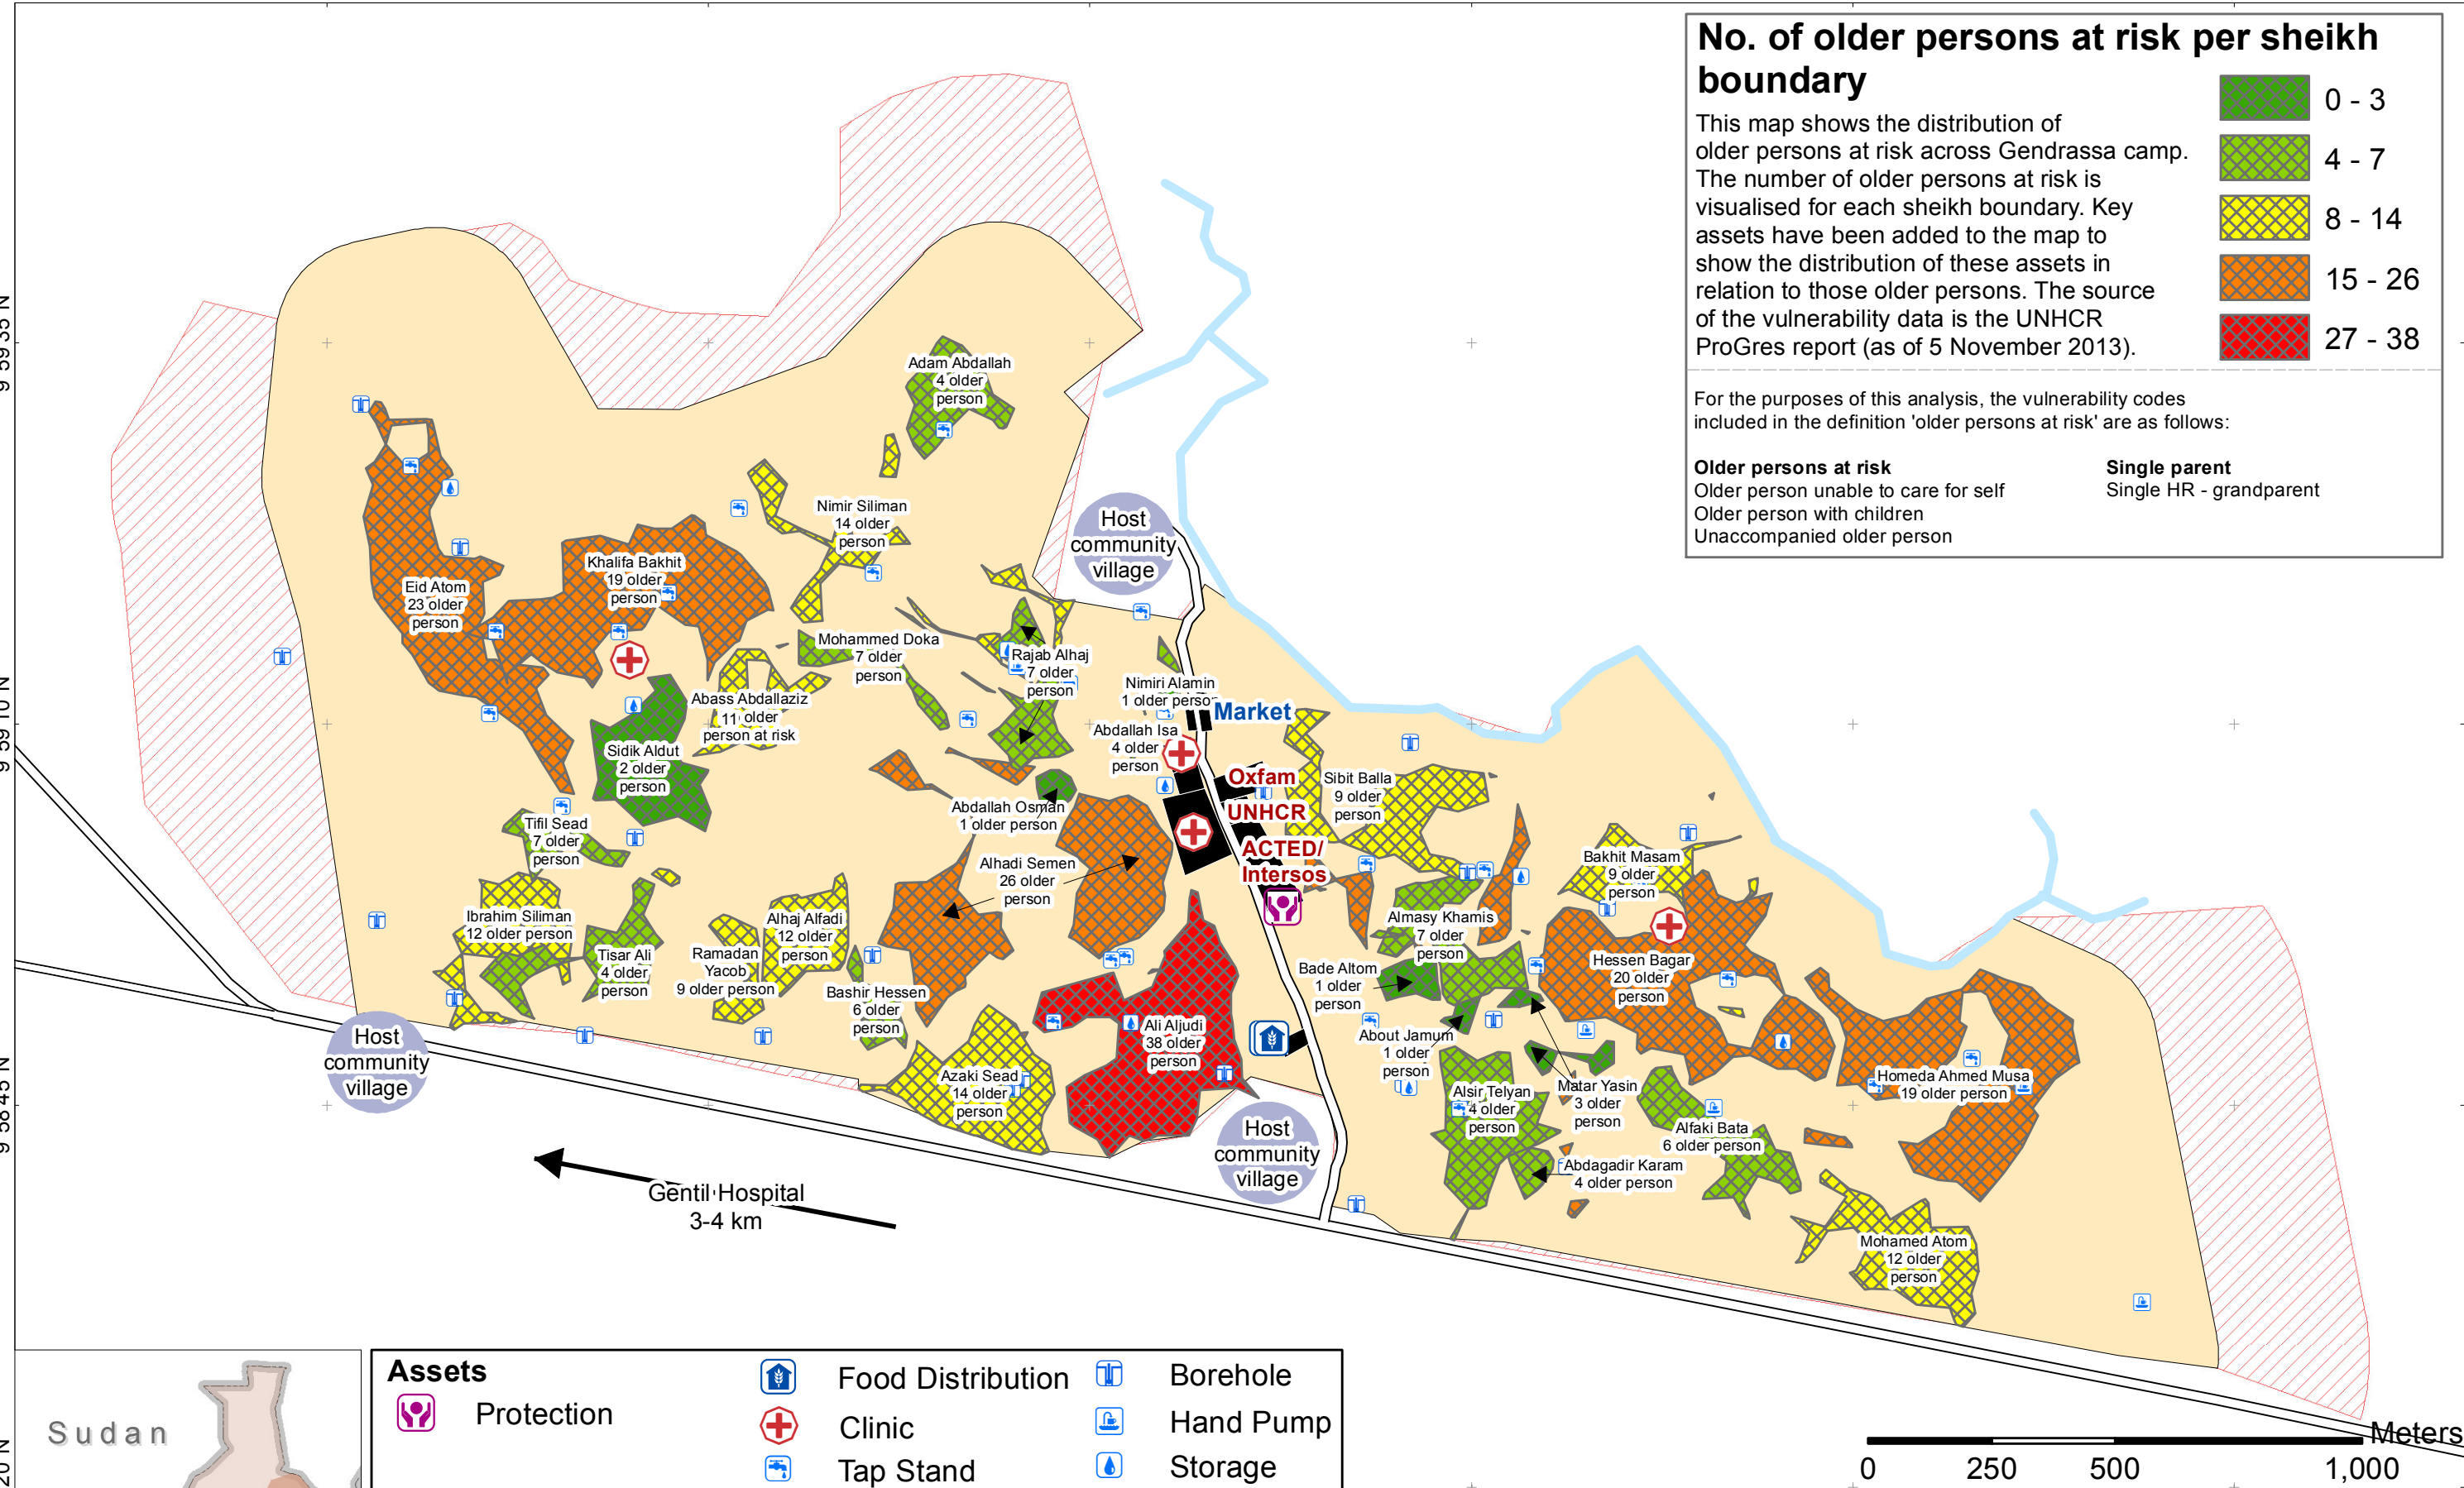 No. of older persons at risk per sheikh
boundary
This map shows the distribution of
older persons at risk across Gendrassa camp.
The number of older persons at risk is
visualised for each sheikh boundary. Key
assets have been added to the map to
show the distribution of these assets in
relation to those older persons. The source
of the vulnerability data is the UNHCR
ProGres report (as of 5 November 2013).
0 - 3
4 - 7
8 - 14
15 - 26
27 - 38
For the purposes of this analysis, the vulnerability codes
included in the definition 'older persons at risk' are as follows:
Older persons at risk
Older person unable to care for self
Older person with children
Unaccompanied older person
Single parent
Single HR - grandparent
9 59 35 N
9 59 10 N
9 58 45 N
20 N
Adam Abdallah
4 older
person
Nimir Siliman
14 older
person
Host
community
village
Khalifa Bakhit
19 older
person
Eid Atom
23 older
person
Mohammed Doka
7 older
person
Rajab Alhaj
7 older
person
Abass Abdallaziz
11 older
person at risk
Nimiri Alamin
1 older person
Market
Sidik Aldut
2 older
person
Abdallah Isa
4 older
person
Oxfam
UNHCR
ACTED/
Intersos
Sibit Balla
9 older
person
Abdallah Osman
1 older person
Tifil Sead
7 older
person
Alhadi Semen
26 older
person
Bakhit Masam
9 older
person
Ibrahim Siliman
12 older person
Tisar Ali
4 older
person
Ramadan
Yacob
9 older person
Alhaj Alfadi
12 older
person
Almasy Khamis
7 older
person
Hessen Bagar
20 older
person
Bade Altom
1 older
person
Bashir Hessen
6 older
person
Ali Aljudi
38 older
person
About Jamum
1 older
person
Host
community
village
Azaki Sead
14 older
person
Alsir Telyan
4 older
person
Matar Yasin
3 older
person
Homeda Ahmed Musa
19 older person
Host
community
village
Alfaki Bata
6 older person
Abdagadir Karam
4 older person
Gentil Hospital
3-4 km
Mohamed Atom
12 older
person
Sudan
Assets
Protection
Food Distribution
Clinic
Tap Stand
Borehole
Hand Pump
Storage
Meters
0 250 500 1,000